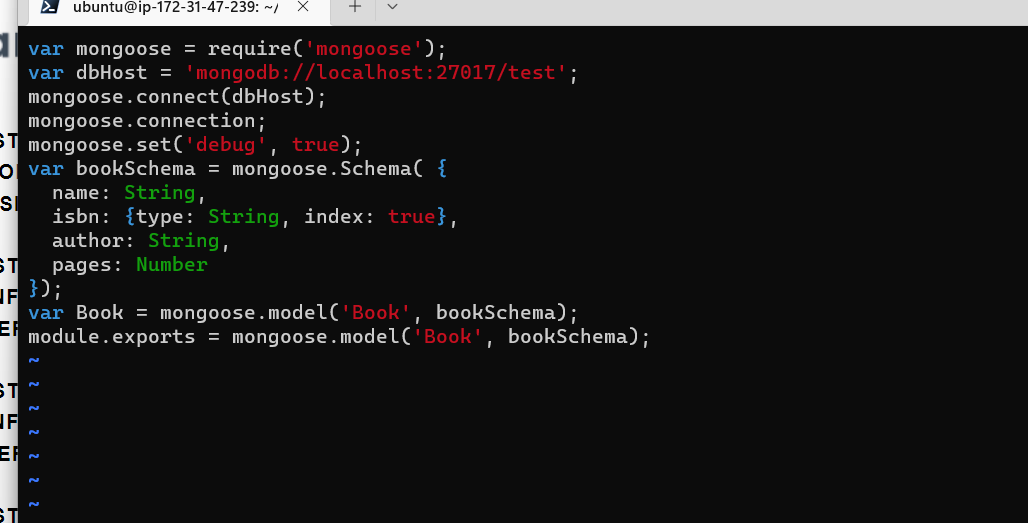 ubuntu@ip-172-31-47-239: ~/
var mongoose = require('mongoose');
var dbHost = 'mongodb://localhost:27017/test';
mongoose.connect(dbHost);
mongoose.connection;
mongoose.set('debug', true);
var bookSchema = mongoose.Schema( {
  name: String,
  isbn: {type: String, index: true},
  author: String,
  pages: Number
});
var Book = mongoose.model('Book', bookSchema);
module.exports = mongoose.model('Book', bookSchema);
~
~
~
~
~
~
~